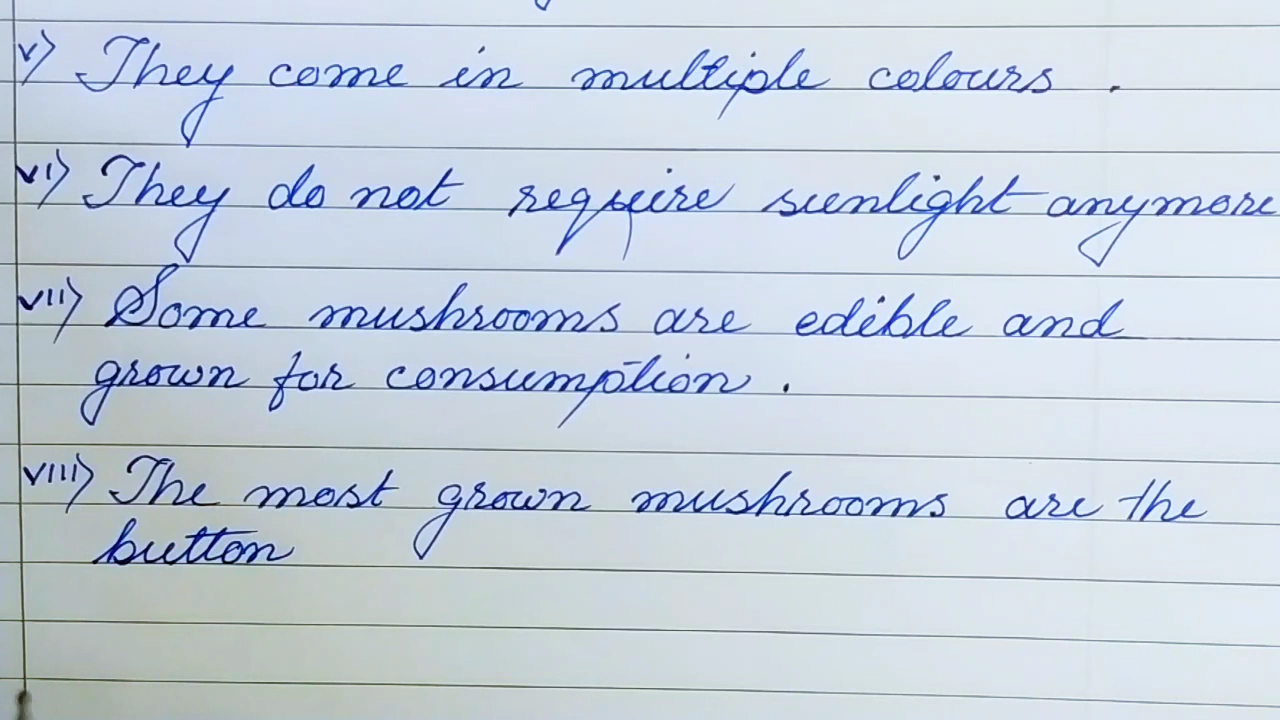 v) They come in multiple colours .
vi) They do not require sunlight anymore
vii) Some mushrooms are edible and
grown for consumption .
viii) The most grown mushrooms are the
button